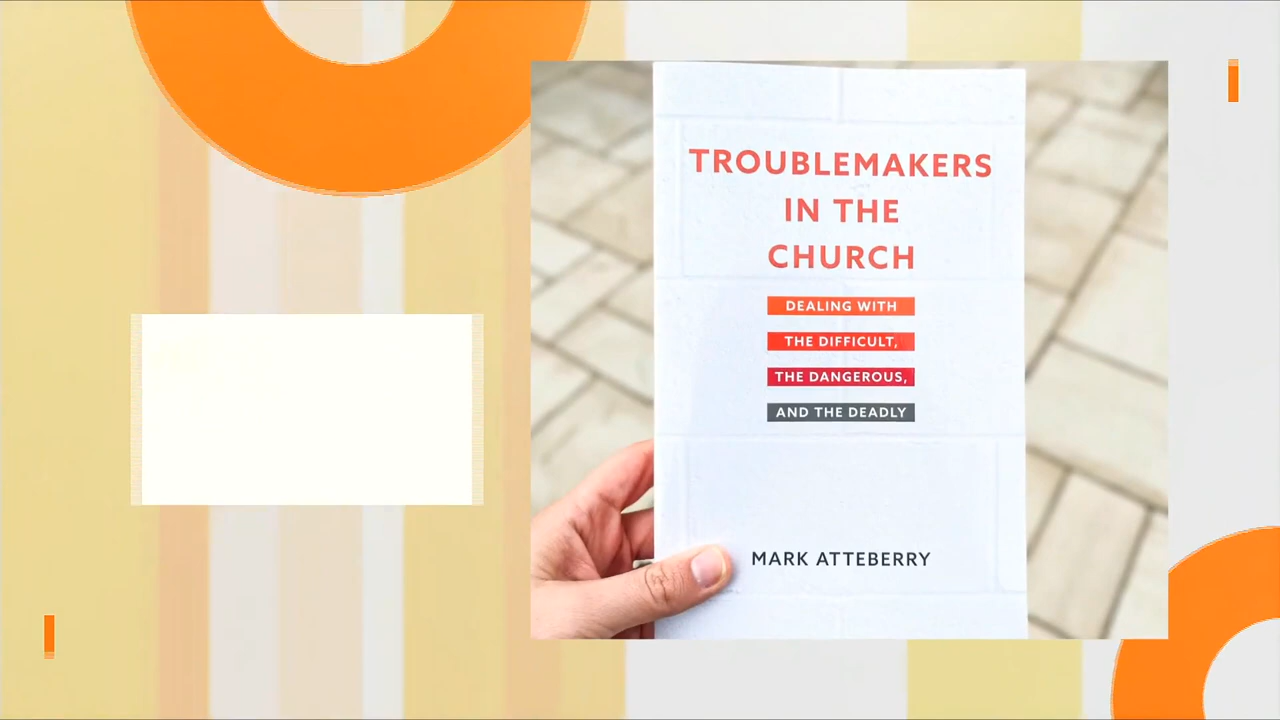 TROUBLEMAKERS
IN THE
CHURCH
DEALING WITH
THE DIFFICULT,
THE DANGEROUS,
AND THE DEADLY
MARK ATTEBERRY